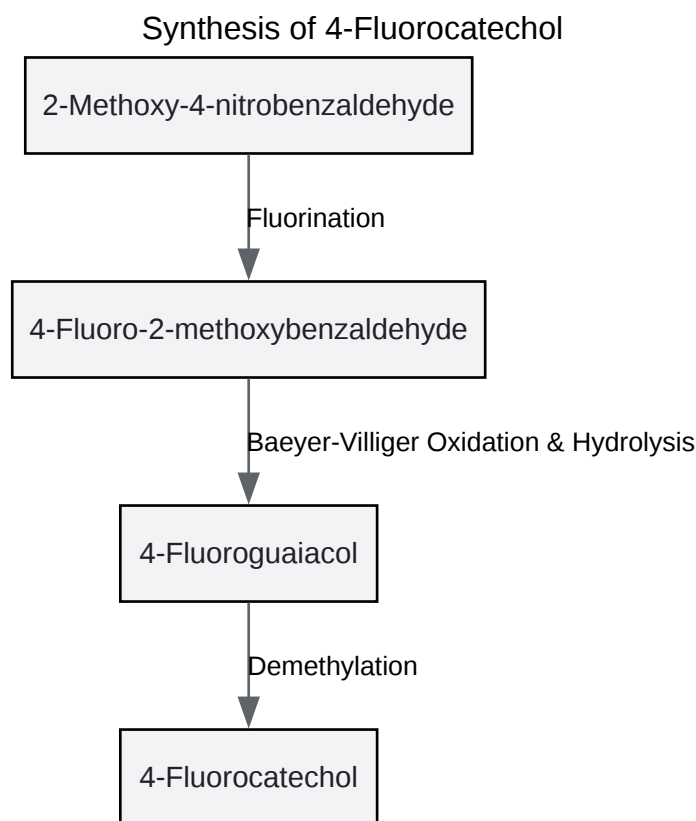 Synthesis of 4-Fluorocatechol
2-Methoxy-4-nitrobenzaldehyde
Fluorination
4-Fluoro-2-methoxybenzaldehyde
Baeyer-Villiger Oxidation & Hydrolysis
4-Fluoroguaiacol
Demethylation
4-Fluorocatechol